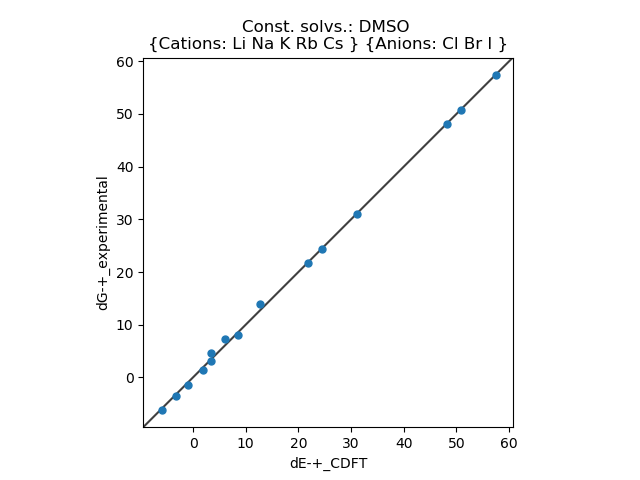 Const. solvs.: DMSO
{Cations: Li Na K Rb Cs } {Anions: Cl Br I }
60
50
40
30
20
10
0
dG-+_experimental
0 10 20 30 40 50 60
dE-+_CDFT